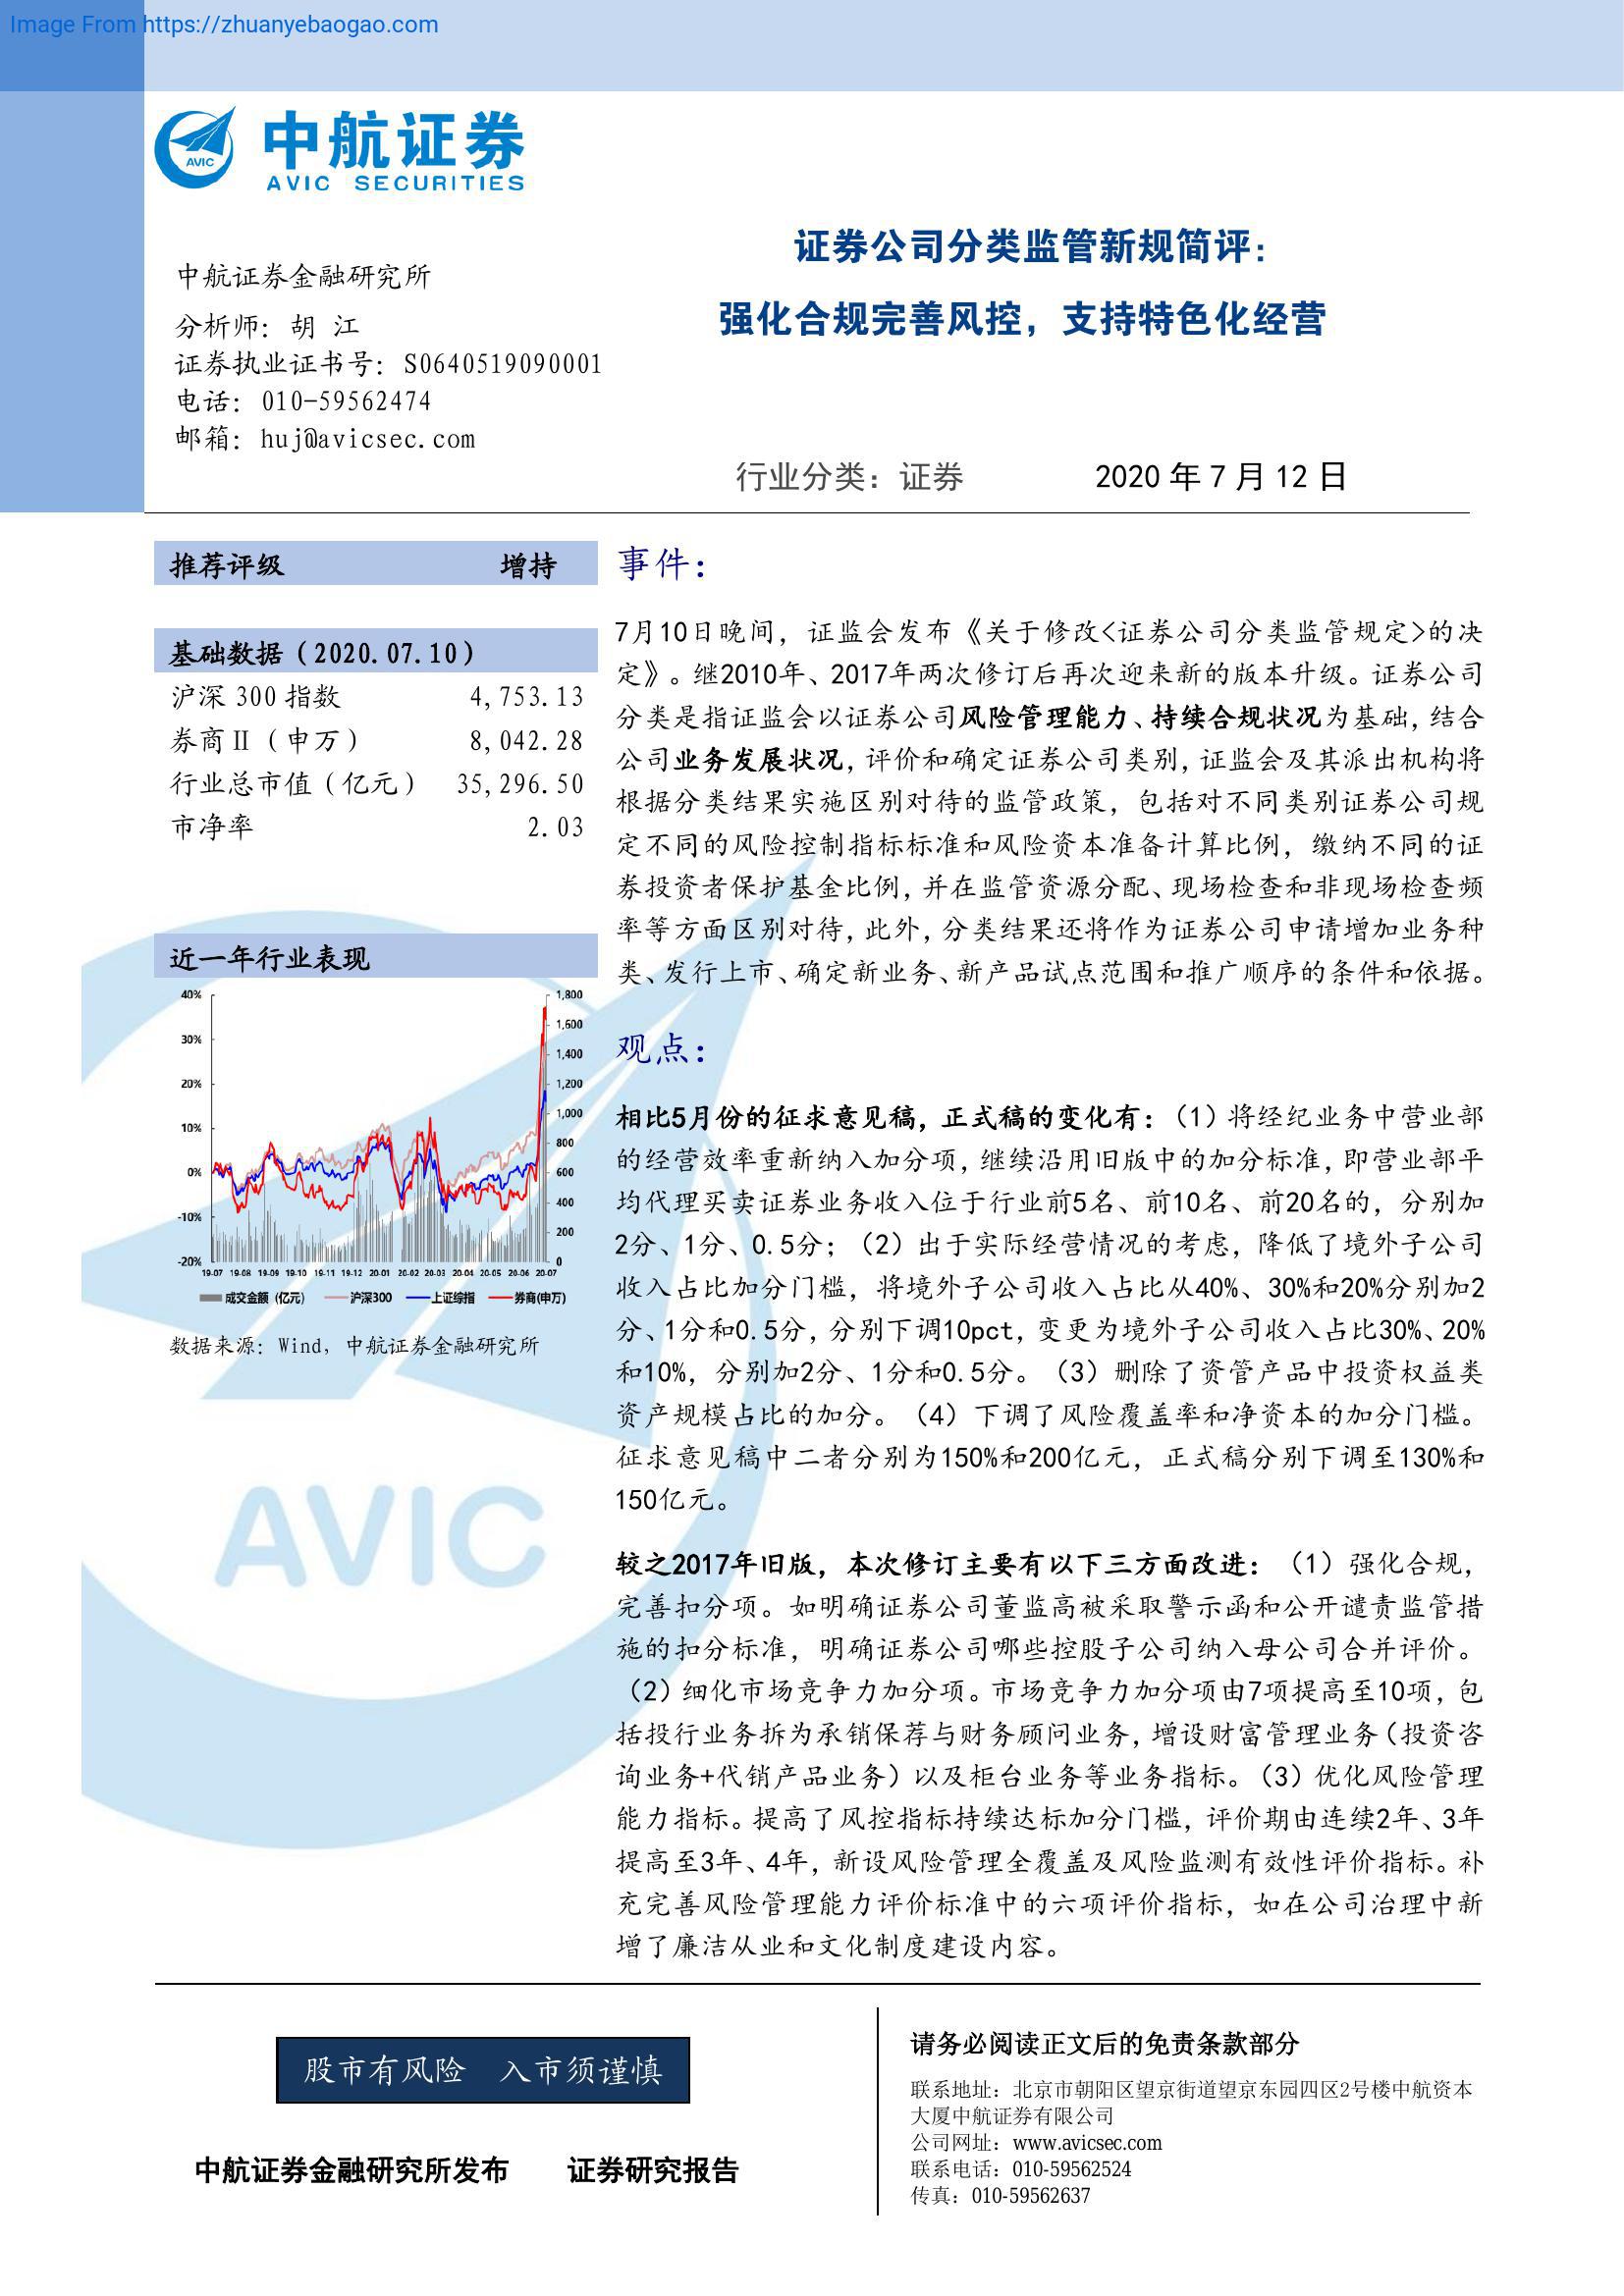 Image From https://zhuanyebaogao.com
AVIC
中航证券
AVIC SECURITIES
证券公司分类监管新规简评：
强化合规完善风控，支持特色化经营
中航证券金融研究所
分析师：胡 江
证券执业证书号：S0640519090001
电话：010-59562474
邮箱：huj@avicsec.com
行业分类：证券 2020 年 7 月 12 日
推荐评级 增持
基础数据（2020.07.10）
沪深 300 指数 4,753.13
券商Ⅱ（申万） 8,042.28
行业总市值（亿元） 35,296.50
市净率 2.03
近一年行业表现
40% 30% 20% 10% 0% -10% -20%
1,800 1,600 1,400 1,200 1,000 800 600 400 200 0
19-07 19-08 19-09 19-10 19-11 19-12 20-01 20-02 20-03 20-04 20-05 20-06 20-07
成交金额（亿元） 沪深300 上证综指 券商(申万)
数据来源：Wind，中航证券金融研究所
AVIC
事件：
7月10日晚间，证监会发布《关于修改<证券公司分类监管规定>的决
定》。继2010年、2017年两次修订后再次迎来新的版本升级。证券公司
分类是指证监会以证券公司风险管理能力、持续合规状况为基础，结合
公司业务发展状况，评价和确定证券公司类别，证监会及其派出机构将
根据分类结果实施区别对待的监管政策，包括对不同类别证券公司规
定不同的风险控制指标标准和风险资本准备计算比例，缴纳不同的证
券投资者保护基金比例，并在监管资源分配、现场检查和非现场检查频
率等方面区别对待，此外，分类结果还将作为证券公司申请增加业务种
类、发行上市、确定新业务、新产品试点范围和推广顺序的条件和依据。
观点：
相比5月份的征求意见稿，正式稿的变化有：（1）将经纪业务中营业部
的经营效率重新纳入加分项，继续沿用旧版中的加分标准，即营业部平
均代理买卖证券业务收入位于行业前5名、前10名、前20名的，分别加
2分、1分、0.5分；（2）出于实际经营情况的考虑，降低了境外子公司
收入占比加分门槛，将境外子公司收入占比从40%、30%和20%分别加2
分、1分和0.5分，分别下调10pct，变更为境外子公司收入占比30%、20%
和10%，分别加2分、1分和0.5分。（3）删除了资管产品中投资权益类
资产规模占比的加分。（4）下调了风险覆盖率和净资本的加分门槛。
征求意见稿中二者分别为150%和200亿元，正式稿分别下调至130%和
150亿元。
较之2017年旧版，本次修订主要有以下三方面改进：（1）强化合规，
完善扣分项。如明确证券公司董监高被采取警示函和公开谴责监管措
施的扣分标准，明确证券公司哪些控股子公司纳入母公司合并评价。
（2）细化市场竞争力加分项。市场竞争力加分项由7项提高至10项，包
括投行业务拆为承销保荐与财务顾问业务，增设财富管理业务（投资咨
询业务+代销产品业务）以及柜台业务等业务指标。（3）优化风险管理
能力指标。提高了风控指标持续达标加分门槛，评价期由连续2年、3年
提高至3年、4年，新设风险管理全覆盖及风险监测有效性评价指标。补
充完善风险管理能力评价标准中的六项评价指标，如在公司治理中新
增了廉洁从业和文化制度建设内容。
股市有风险 入市须谨慎
中航证券金融研究所发布 证券研究报告
请务必阅读正文后的免责条款部分
联系地址：北京市朝阳区望京街道望京东园四区2号楼中航资本
大厦中航证券有限公司
公司网址：www.avicsec.com
联系电话：010-59562524
传真：010-59562637